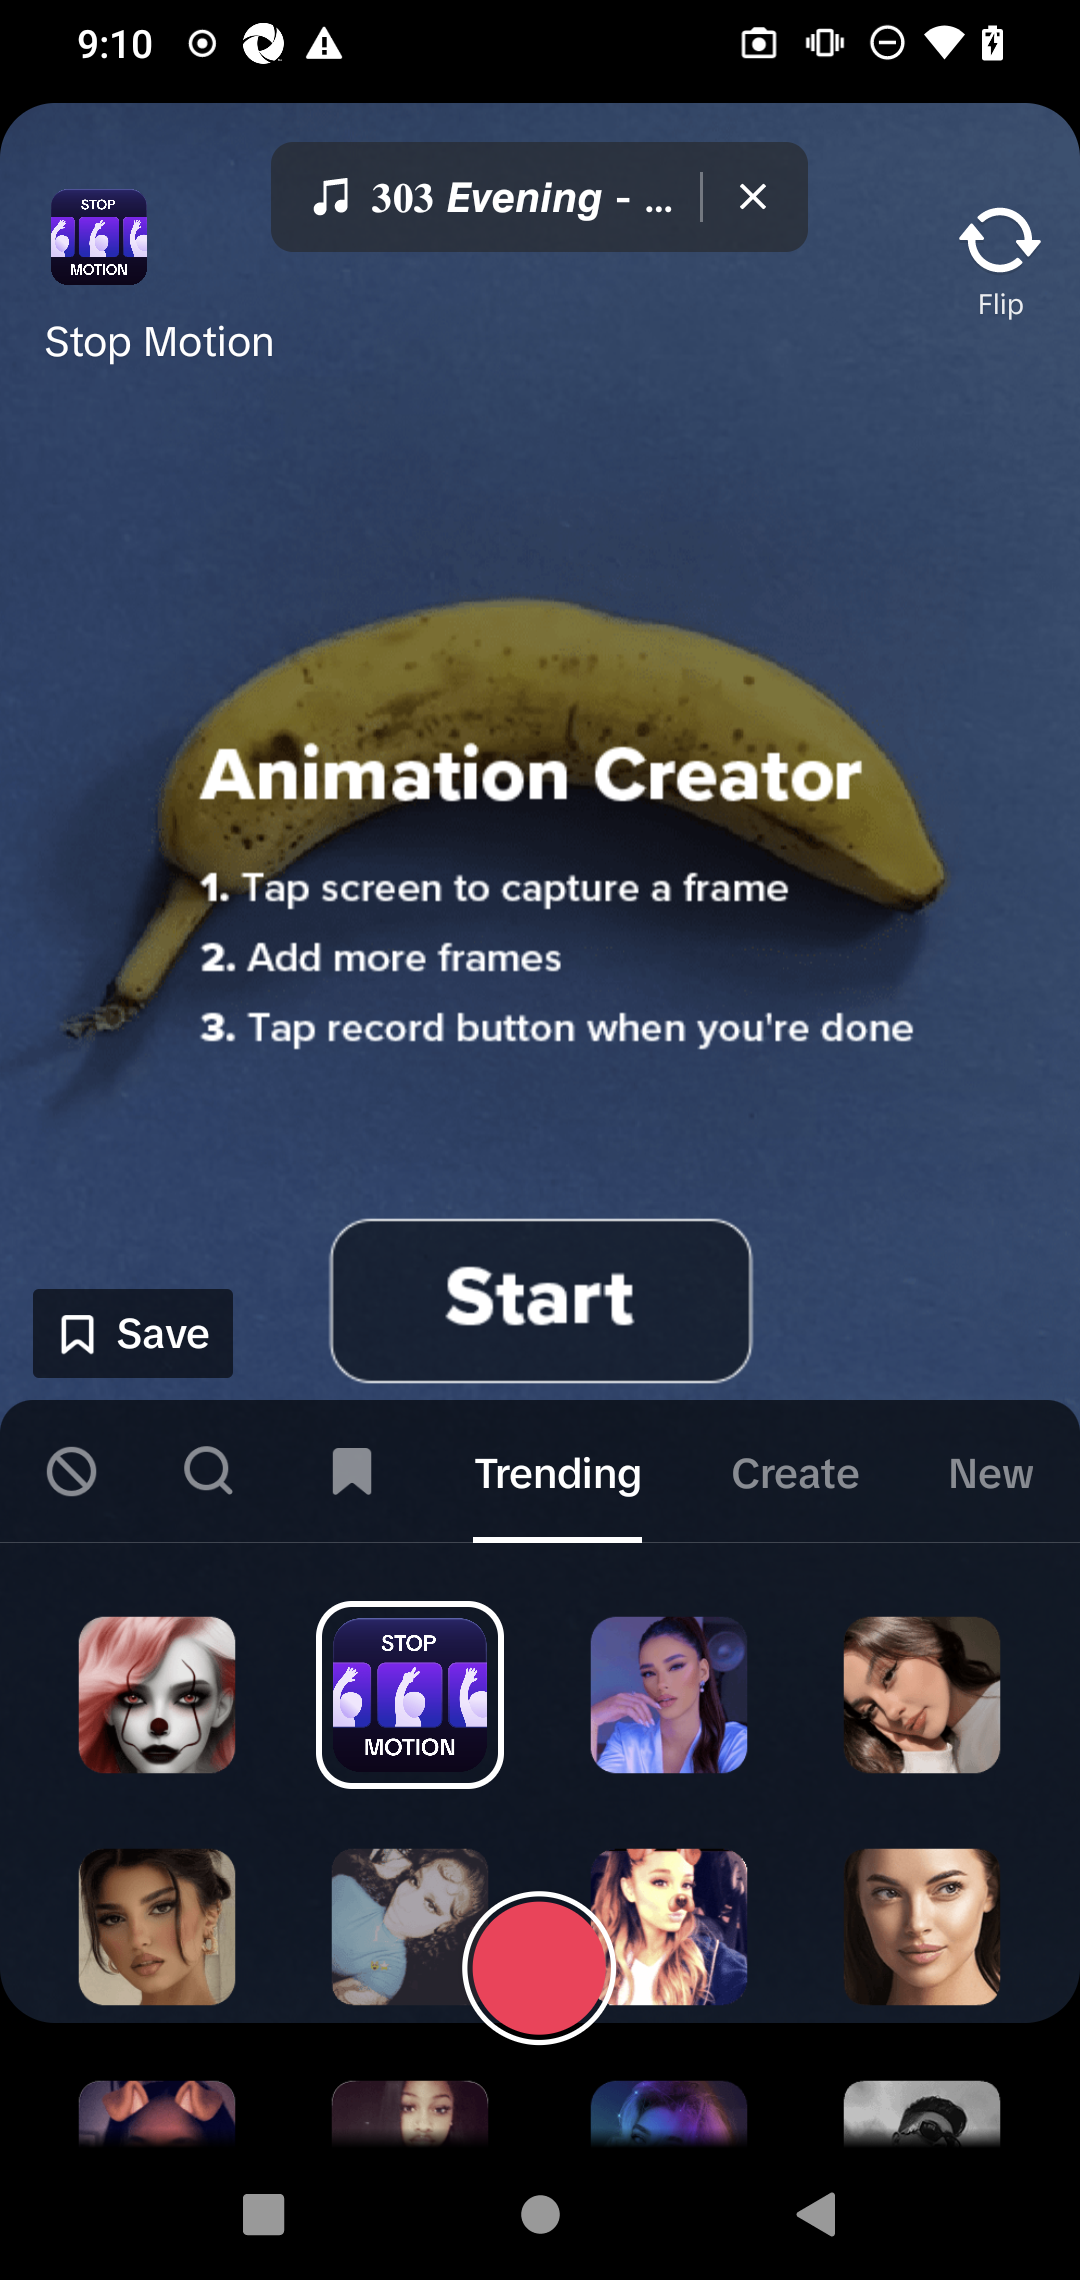 9:10
303 Evening - ...
STOP
MOTION
Flip
Stop Motion
Animation Creator
1. Tap screen to capture a frame
2. Add more frames
3. Tap record button when you're done
Start
Save
Trending
Create
New
STOP
MOTION